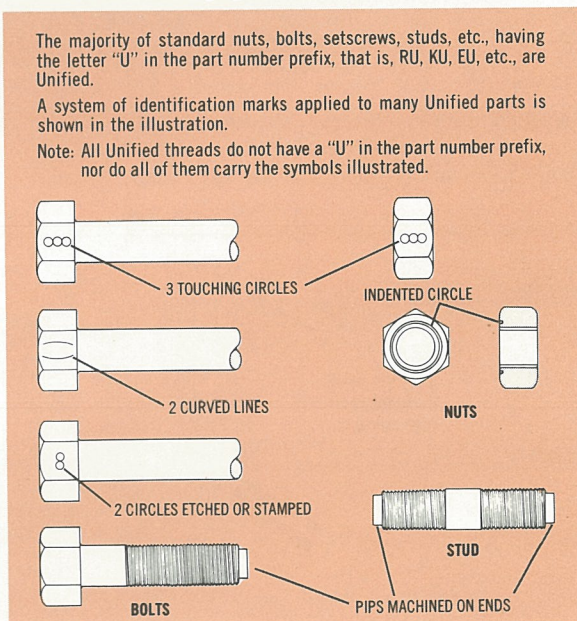 The majority of standard nuts, bolts, setscrews, studs, etc., having
the letter “U” in the part number prefix, that is, RU, KU, EU, etc., are
Unified.
A system of identification marks applied to many Unified parts is
shown in the illustration.
Note: All Unified threads do not have a “U” in the part number prefix,
nor do all of them carry the symbols illustrated.
3 TOUCHING CIRCLES
INDENTED CIRCLE
2 CURVED LINES
NUTS
2 CIRCLES ETCHED OR STAMPED
STUD
BOLTS
PIPS MACHINED ON ENDS